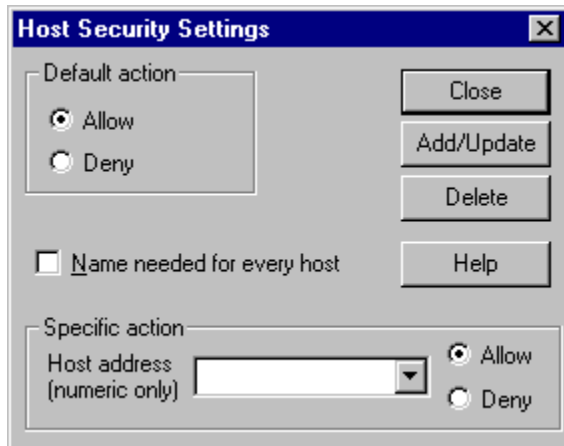 Host Security Settings
Default action
Allow
Deny
Close
Add/Update
Delete
Name needed for every host
Help
Specific action
Host address
(numeric only)
Allow
Deny